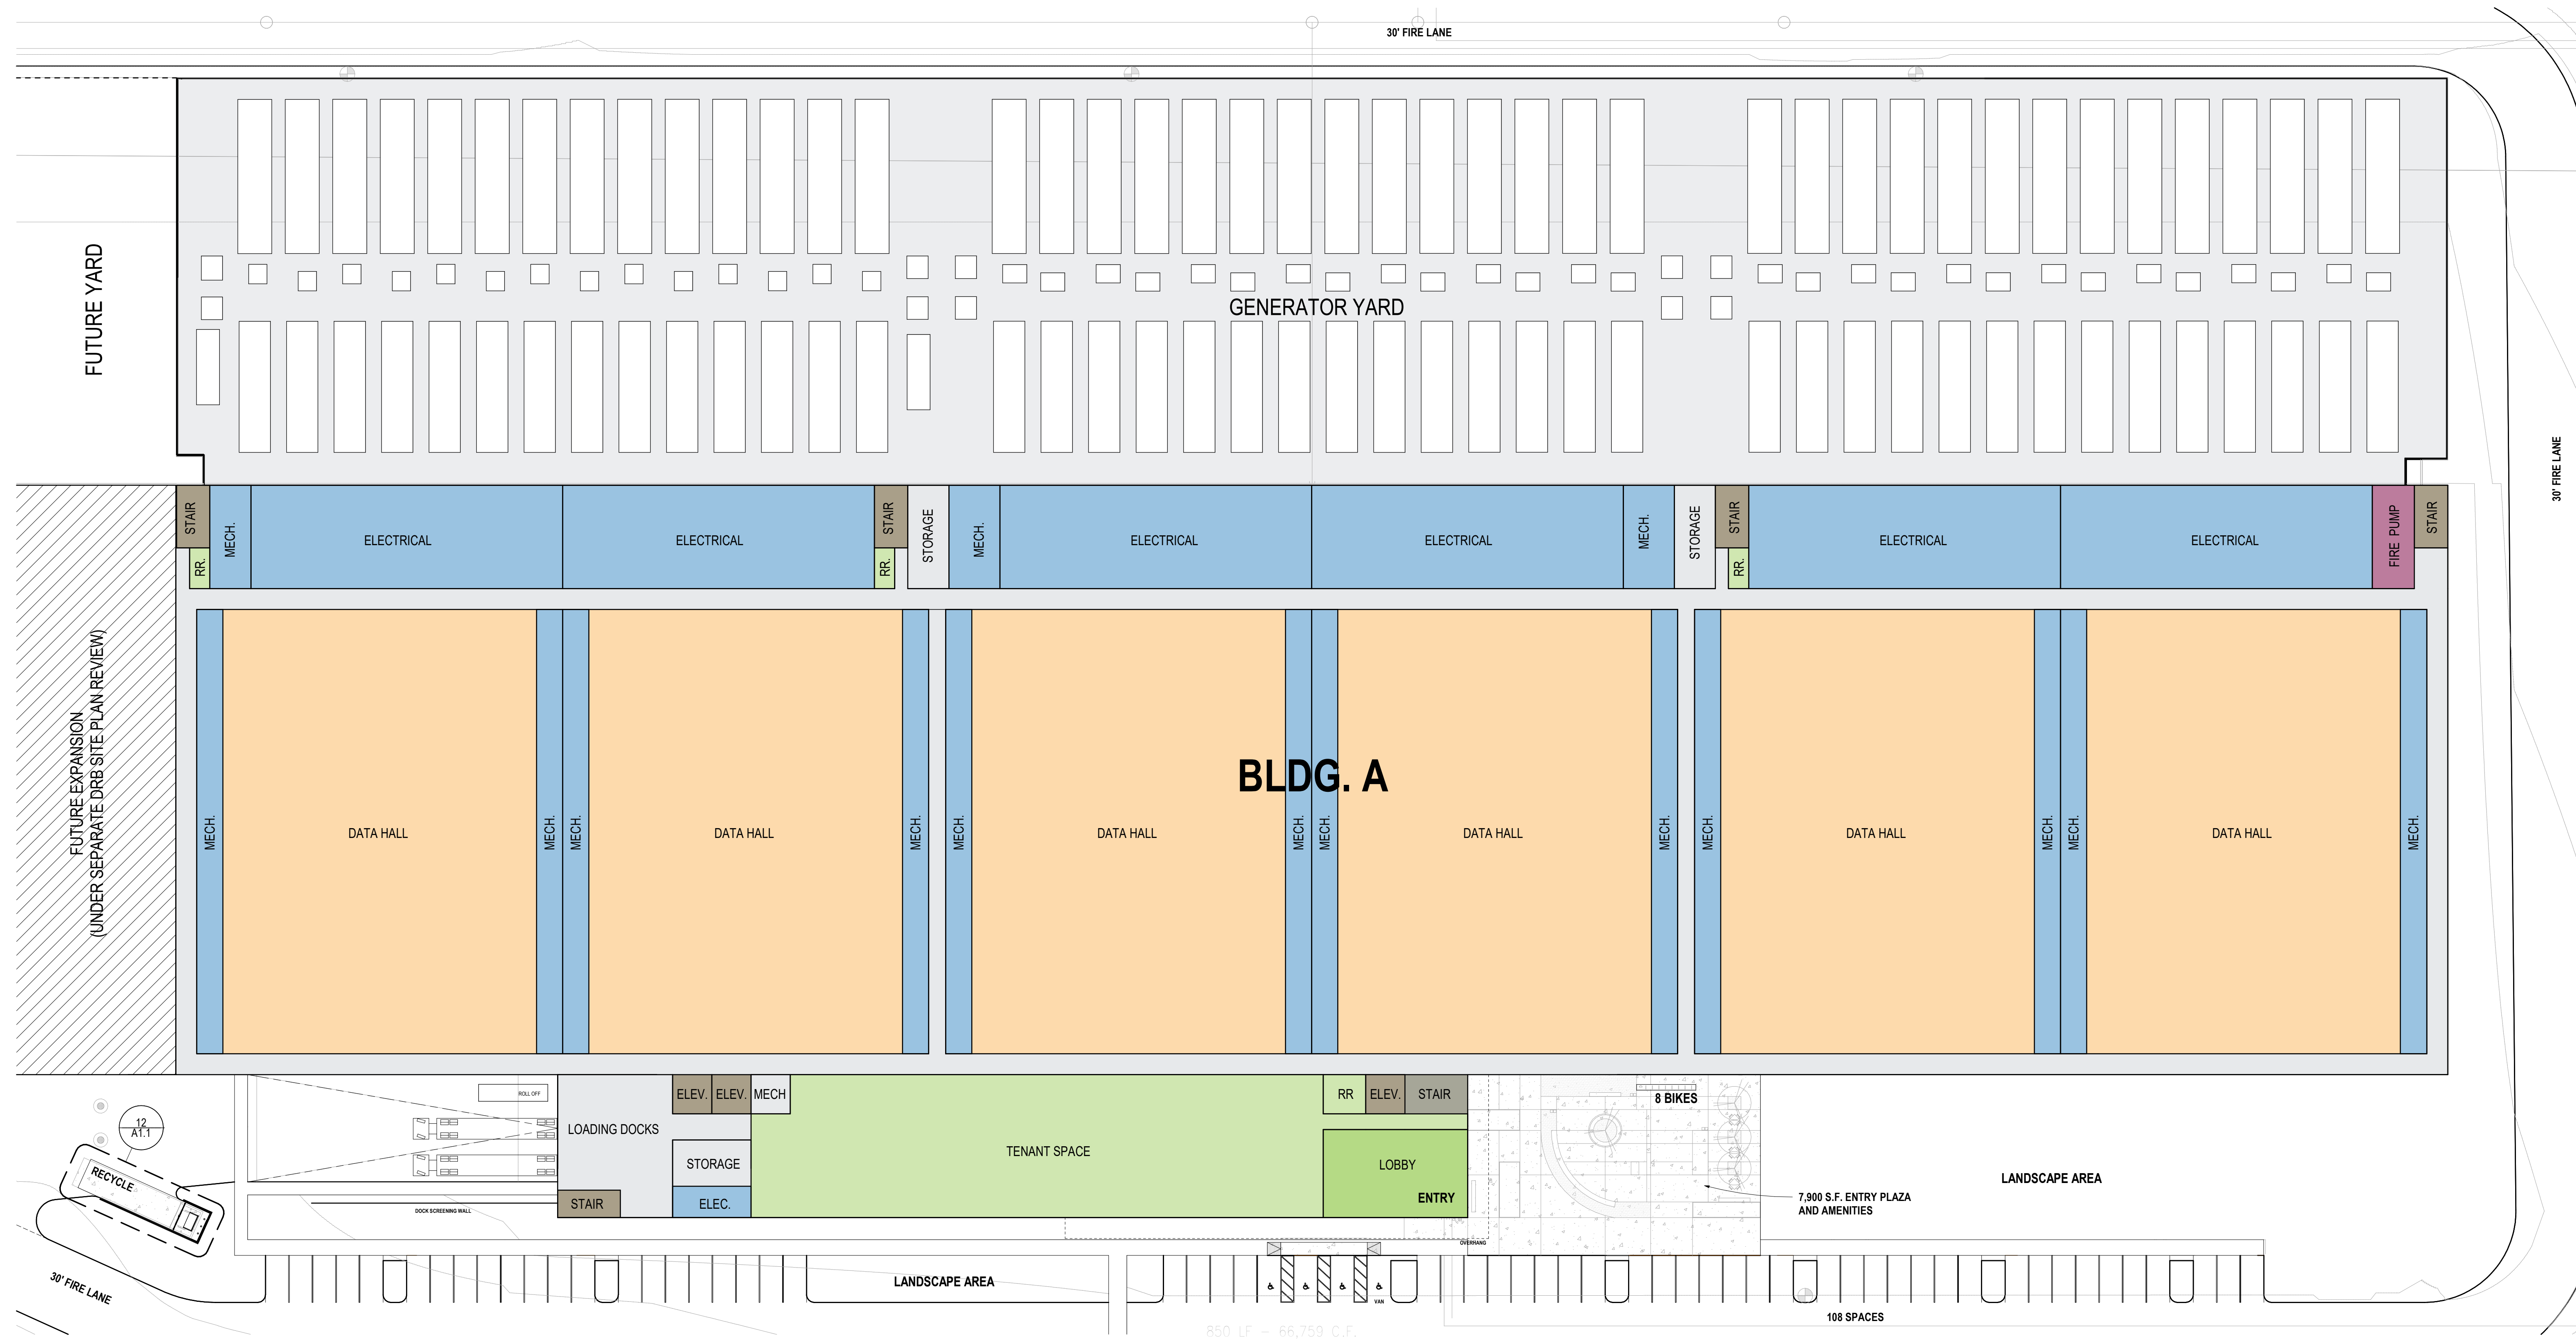 30' FIRE LANE
FUTURE YARD
GENERATOR YARD
30' FIRE LANE
STAIR
RR.
MECH.
ELECTRICAL
ELECTRICAL
STAIR
RR.
STORAGE
MECH.
ELECTRICAL
ELECTRICAL
MECH.
STORAGE
STAIR
RR.
ELECTRICAL
ELECTRICAL
FIRE PUMP
STAIR
FUTURE EXPANSION
(UNDER SEPARATE DRB SITE PLAN REVIEW)
BLDG. A
MECH.
DATA HALL
MECH.
MECH.
DATA HALL
MECH.
MECH.
DATA HALL
MECH.
MECH.
DATA HALL
MECH.
MECH.
DATA HALL
MECH.
MECH.
DATA HALL
MECH.
ROLL OFF
ELEV.
ELEV.
MECH
RR
ELEV.
STAIR
8 BIKES
12
A1.1
LOADING DOCKS
TENANT SPACE
STORAGE
LOBBY
RECYCLE
LANDSCAPE AREA
ENTRY
7,900 S.F. ENTRY PLAZA
AND AMENITIES
STAIR
ELEC.
DOCK SCREENING WALL
OVERHANG
30' FIRE LANE
LANDSCAPE AREA
VAN
108 SPACES
850 LF - 66,759 C.F.